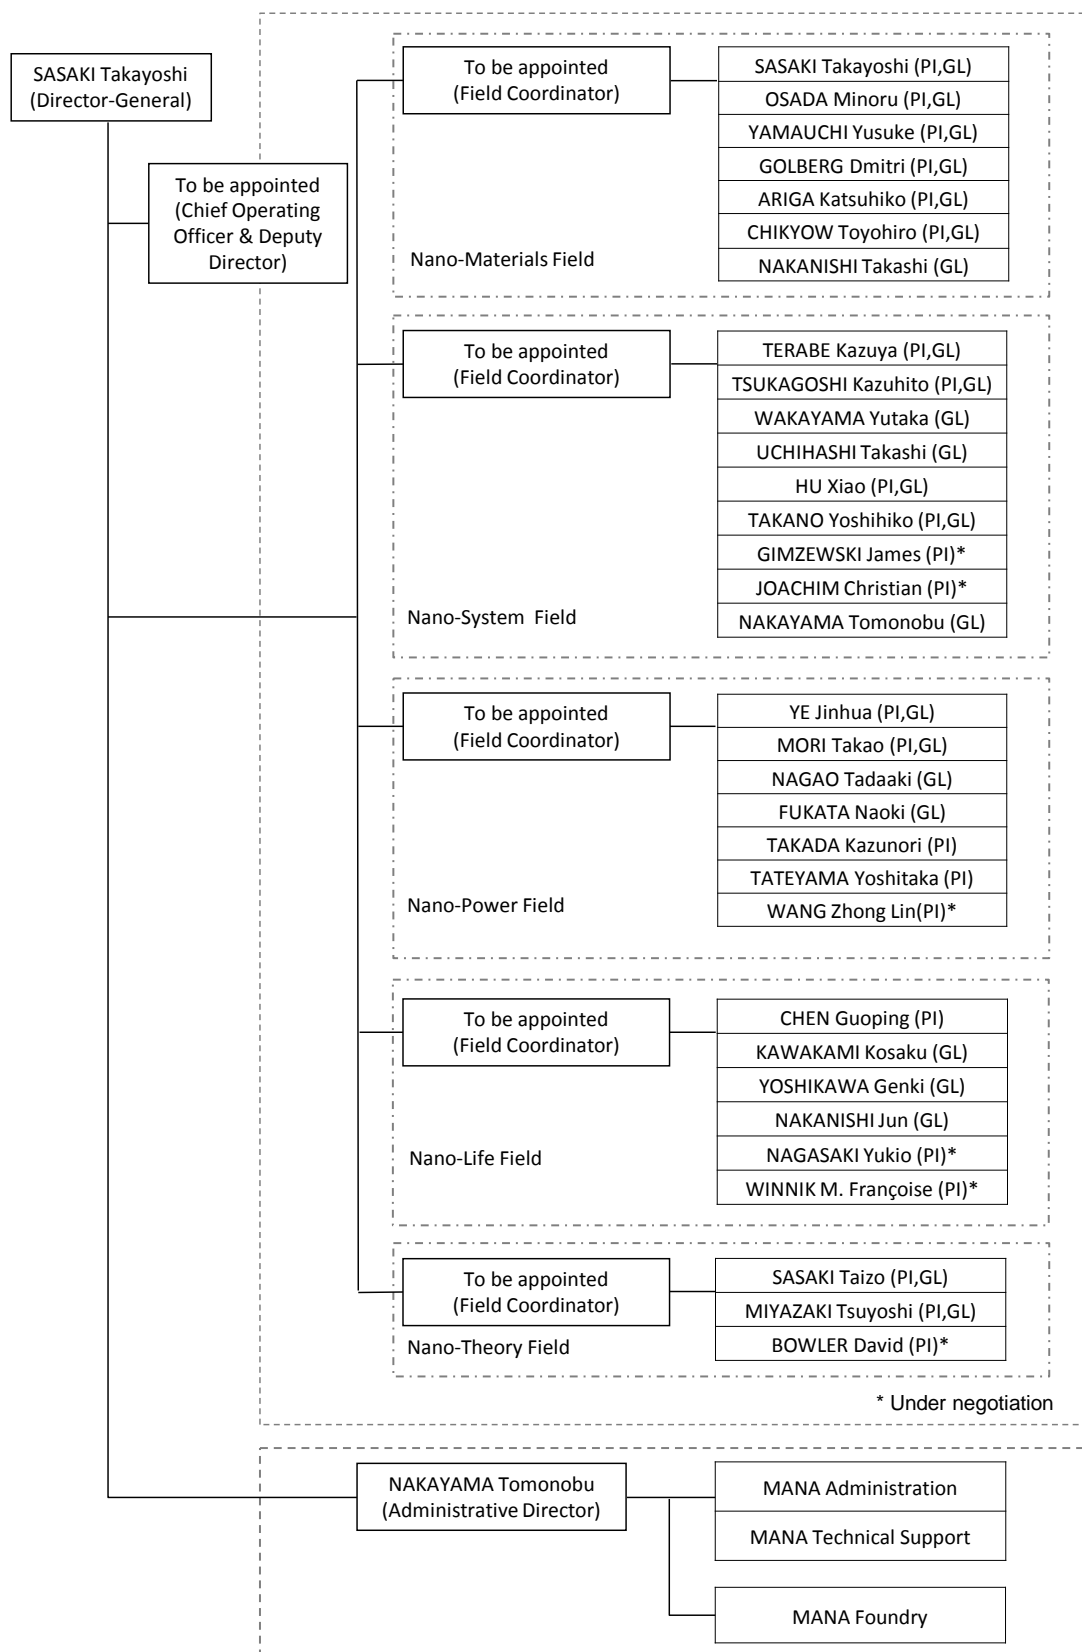 SASAKI Takayoshi
(Director-General)
To be appointed
(Chief Operating
Officer & Deputy
Director)
To be appointed
(Field Coordinator)
SASAKI Takayoshi (PI,GL)
OSADA Minoru (PI,GL)
YAMAUCHI Yusuke (PI,GL)
GOLBERG Dmitri (PI,GL)
ARIGA Katsuhiko (PI,GL)
CHIKYOW Toyohiro (PI,GL)
NAKANISHI Takashi (GL)
Nano-Materials Field
To be appointed
(Field Coordinator)
TERABE Kazuya (PI,GL)
TSUKAGOSHI Kazuhito (PI,GL)
WAKAYAMA Yutaka (GL)
UCHIHASHI Takashi (GL)
HU Xiao (PI,GL)
TAKANO Yoshihiko (PI,GL)
GIMZEWSKI James (PI)*
JOACHIM Christian (PI)*
NAKAYAMA Tomonobu (GL)
Nano-System Field
To be appointed
(Field Coordinator)
YE Jinhua (PI,GL)
MORI Takao (PI,GL)
NAGAO Tadaaki (GL)
FUKATA Naoki (GL)
TAKADA Kazunori (PI)
TATEYAMA Yoshitaka (PI)
WANG Zhong Lin(PI)*
Nano-Power Field
To be appointed
(Field Coordinator)
CHEN Guoping (PI)
KAWAKAMI Kosaku (GL)
YOSHIKAWA Genki (GL)
NAKANISHI Jun (GL)
NAGASAKI Yukio (PI)*
WINNIK M. Françoise (PI)*
Nano-Life Field
To be appointed
(Field Coordinator)
SASAKI Taizo (PI,GL)
MIYAZAKI Tsuyoshi (PI,GL)
BOWLER David (PI)*
Nano-Theory Field
* Under negotiation
NAKAYAMA Tomonobu
(Administrative Director)
MANA Administration
MANA Technical Support
MANA Foundry